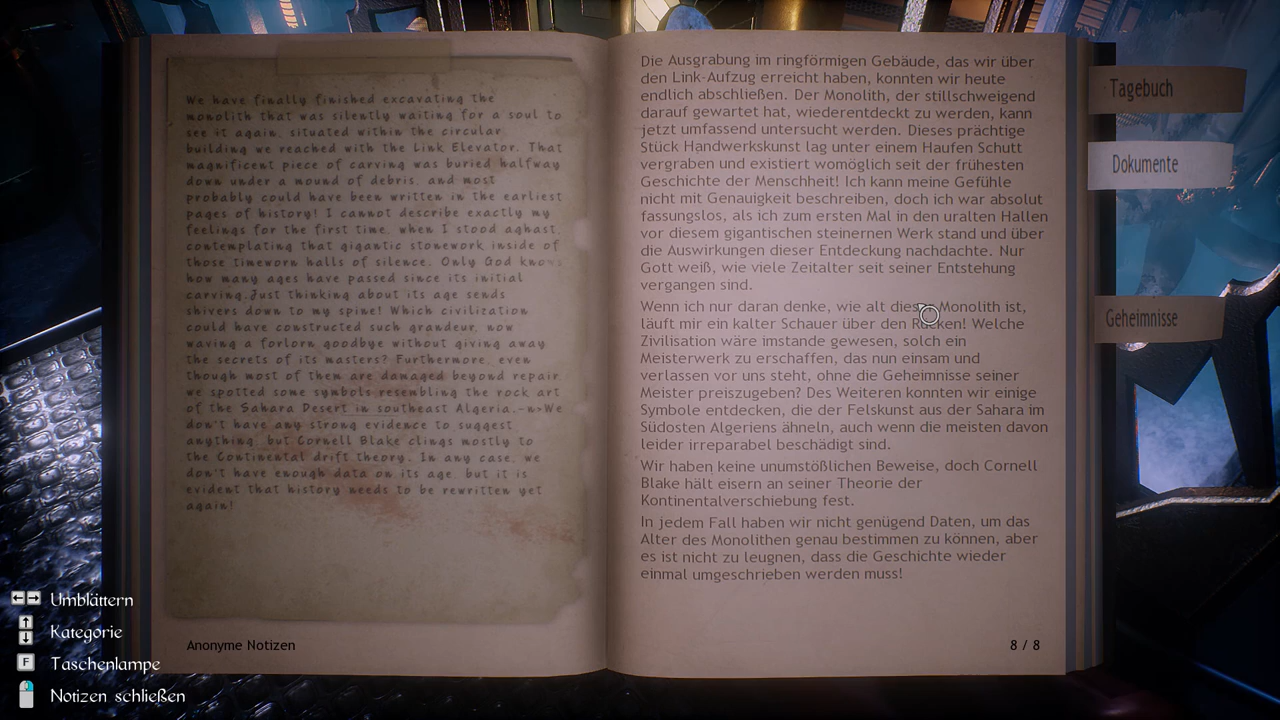 We have finally finished excavating the
monolith that was silently waiting for a soul to
see it again, situated within the circular
building we reached with the Link Elevator. That
magnificent piece of carving was buried halfway
down under a mound of debris, and most
probably could have been written in the earliest
pages of history! I cannot describe exactly my
feelings for the first time, when I stood aghast,
contemplating that gigantic stonework inside of
those timeworn halls of silence. Only God knows
how many ages have passed since its initial
carving.Just thinking about its age sends
shivers down to my spine! Which civilization
could have constructed such grandeur, now
waving a forlorn goodbye without giving away
the secrets of its masters? Furthermore, even
though most of them are damaged beyond repair,
we spotted some symbols resembling the rock art
of the Sahara Desert in southeast Algeria.~n>We
don't have any strong evidence to suggest
anything, but Cornell Blake clings mostly to
the Continental drift theory. In any case, we
don't have enough data on its age, but it is
evident that history needs to be rewritten yet
again!
Anonyme Notizen
Die Ausgrabung im ringförmigen Gebäude, das wir über
den Link-Aufzug erreicht haben, konnten wir heute
endlich abschließen. Der Monolith, der stillschweigend
darauf gewartet hat, wiederentdeckt zu werden, kann
jetzt umfassend untersucht werden. Dieses prächtige
Stück Handwerkskunst lag unter einem Haufen Schutt
vergraben und existiert womöglich seit der frühesten
Geschichte der Menschheit! Ich kann meine Gefühle
nicht mit Genauigkeit beschreiben, doch ich war absolut
fassungslos, als ich zum ersten Mal in den uralten Hallen
vor diesem gigantischen steinernen Werk stand und über
die Auswirkungen dieser Entdeckung nachdachte. Nur
Gott weiß, wie viele Zeitalter seit seiner Entstehung
vergangen sind.
Wenn ich nur daran denke, wie alt dieser Monolith ist,
läuft mir ein kalter Schauer über den Rücken! Welche
Zivilisation wäre imstande gewesen, solch ein
Meisterwerk zu erschaffen, das nun einsam und
verlassen vor uns steht, ohne die Geheimnisse seiner
Meister preiszugeben? Des Weiteren konnten wir einige
Symbole entdecken, die der Felskunst aus der Sahara im
Südosten Algeriens ähneln, auch wenn die meisten davon
leider irreparabel beschädigt sind.
Wir haben keine unumstößlichen Beweise, doch Cornell
Blake hält eisern an seiner Theorie der
Kontinentalverschiebung fest.
In jedem Fall haben wir nicht genügend Daten, um das
Alter des Monolithen genau bestimmen zu können, aber
es ist nicht zu leugnen, dass die Geschichte wieder
einmal umgeschrieben werden muss!
8 / 8
Tagebuch
Dokumente
Geheimnisse
Umblättern
Kategorie
F Taschenlampe
Notizen schließen